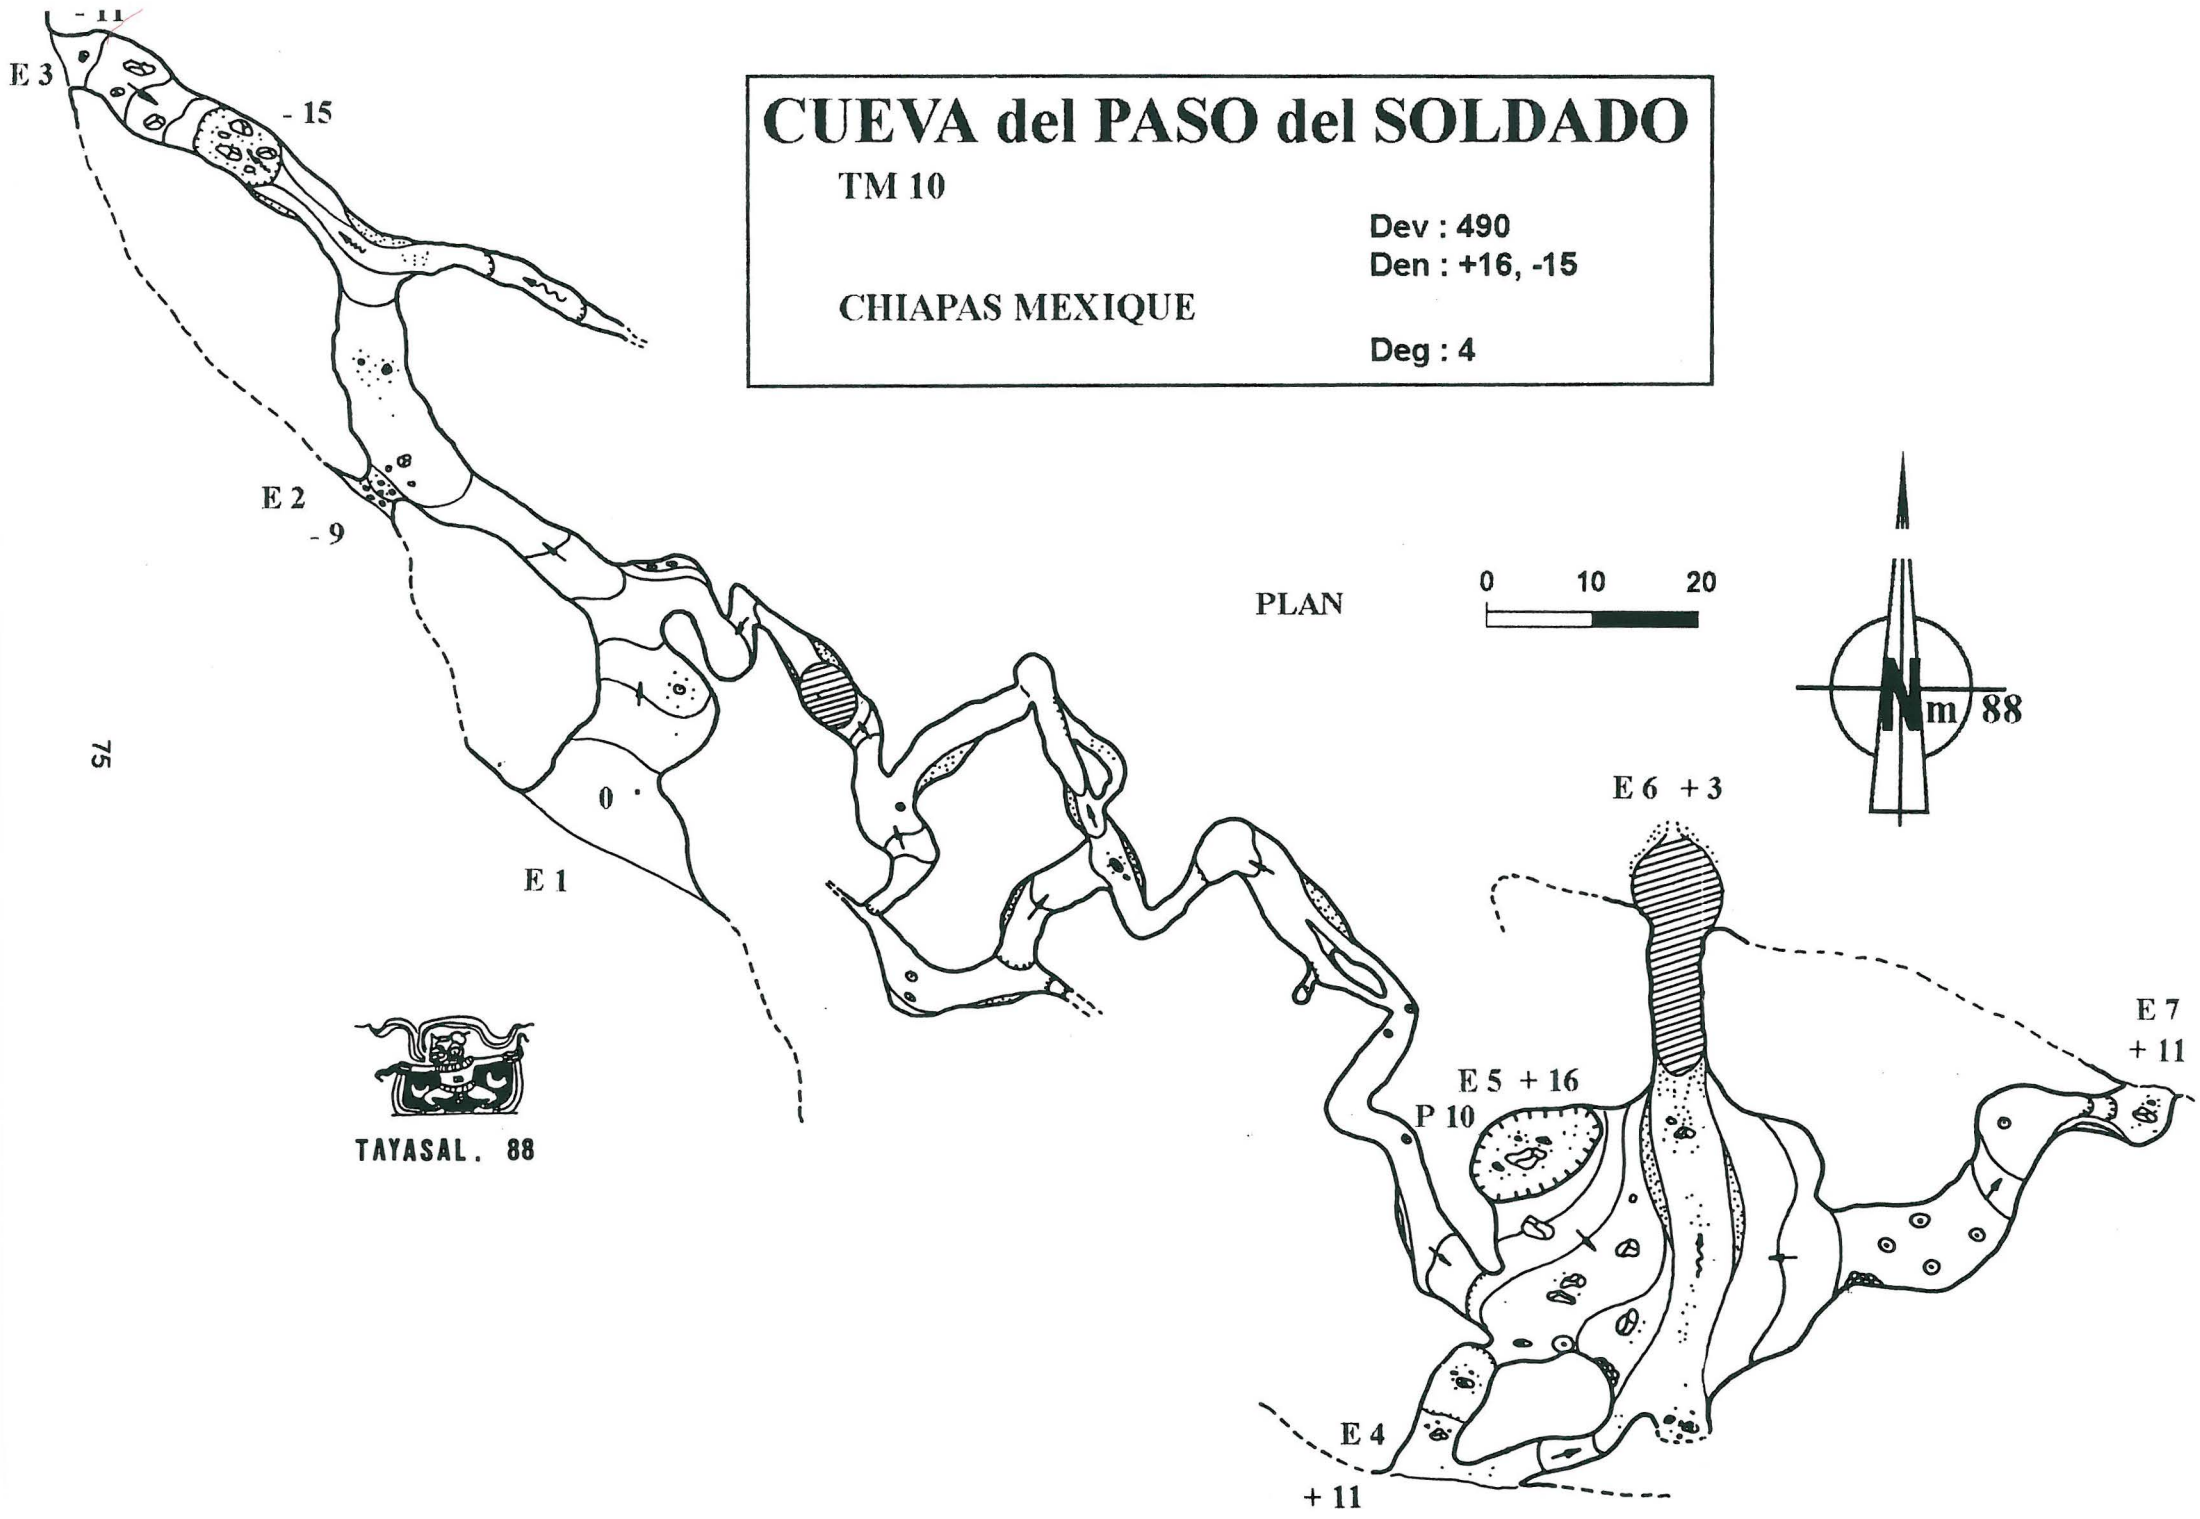 - 11
E 3
- 15
CUEVA del PASO del SOLDADO
TM 10
Dev : 490
Den : +16, -15
CHIAPAS MEXIQUE
Deg : 4
E 2
- 9
PLAN
0 10 20
N
m 88
75
0
E 1
E 6 + 3
E 7
+ 11
E 5 + 16
P 10
TAYASAL. 88
E 4
+ 11